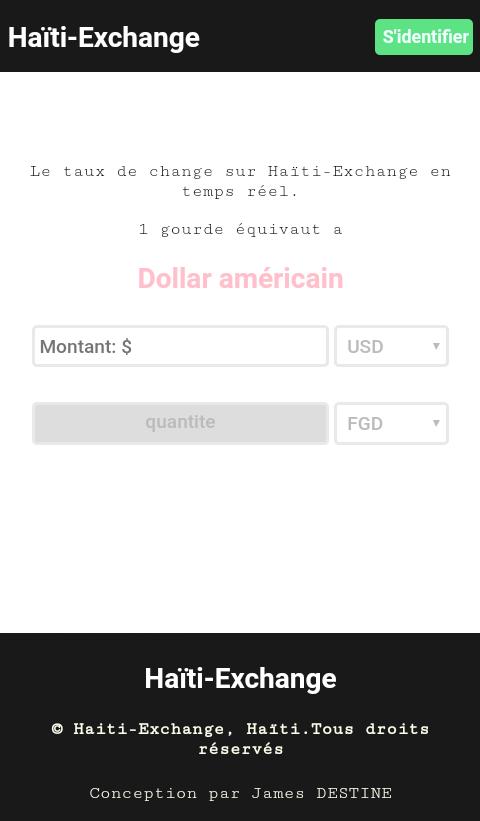 Haïti-Exchange
S'identifier
Le taux de change sur Haïti-Exchange en
temps réel.
1 gourde équivaut a
Dollar américain
Montant: $
USD
quantite
FGD
Haïti-Exchange
© Haiti-Exchange, Haïti.Tous droits
réservés
Conception par James DESTINE